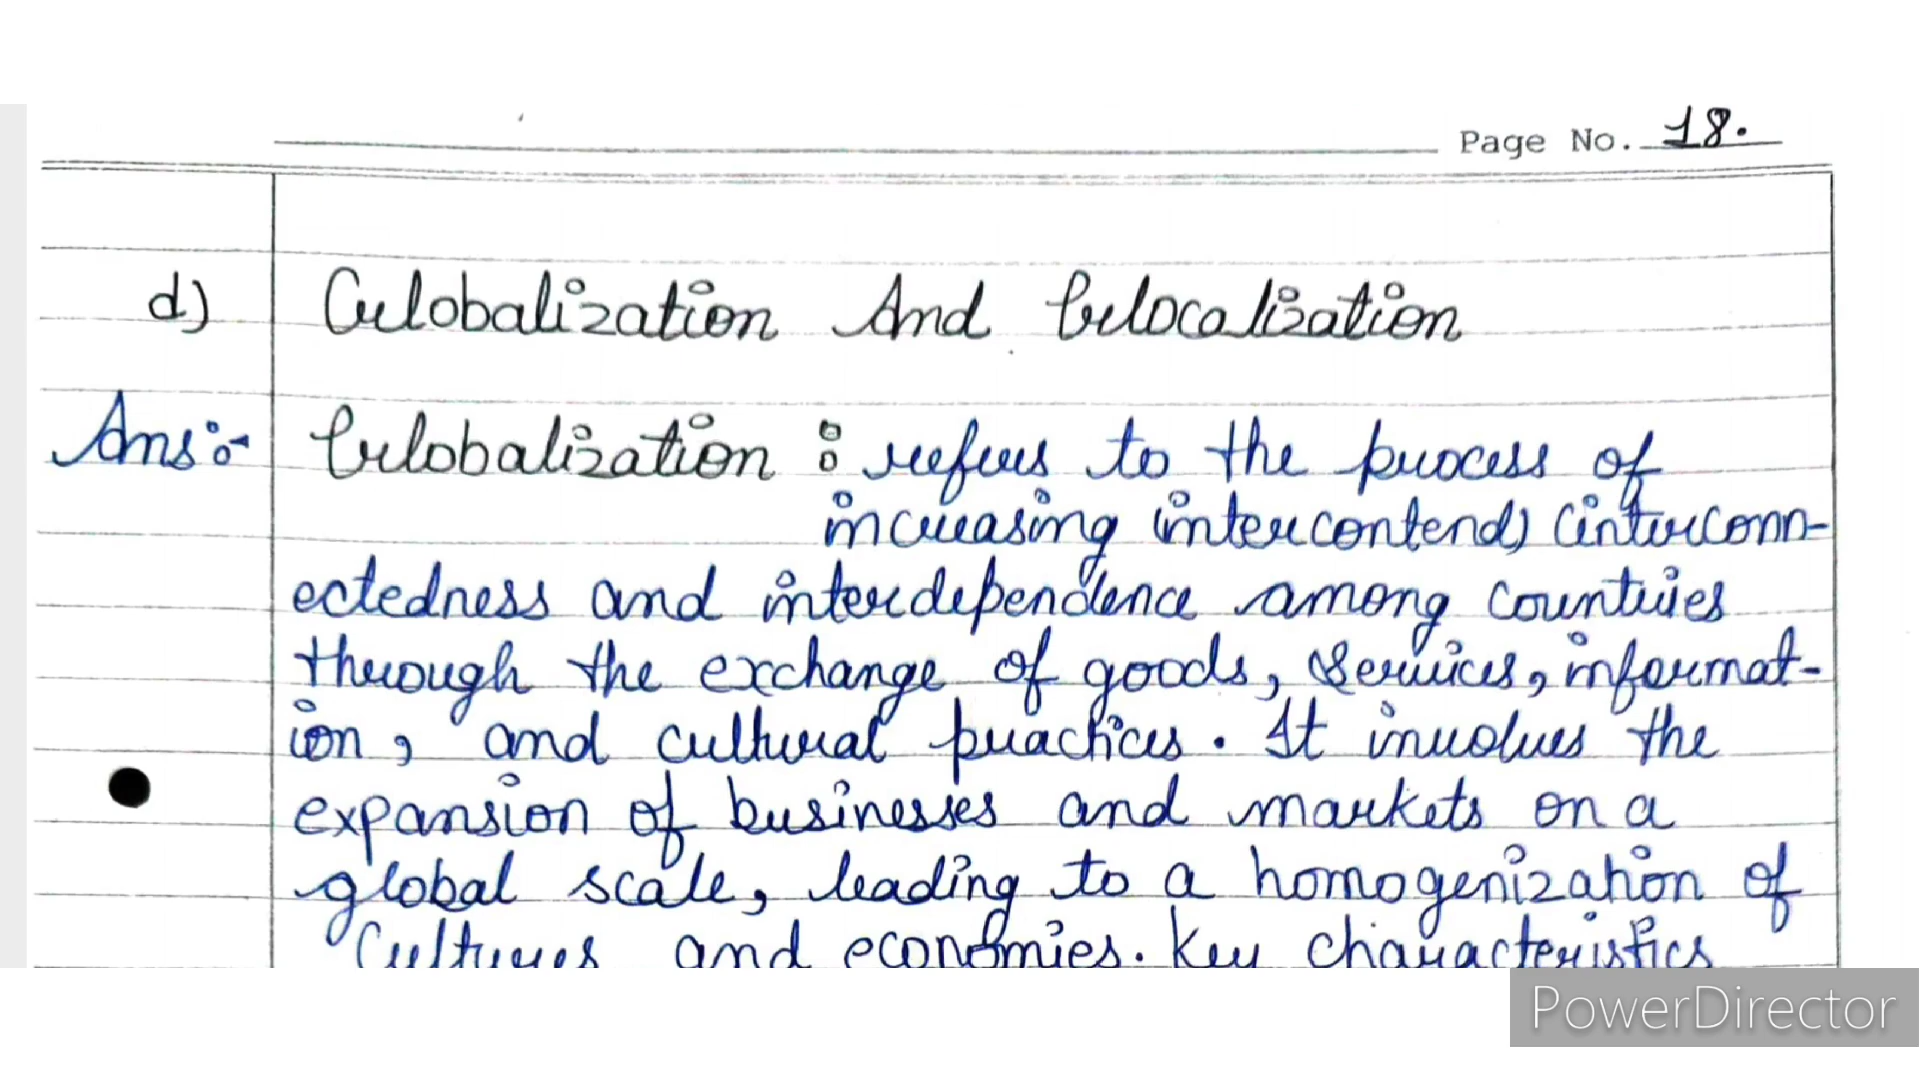 Page No. 18.
d) Globalization And Glocalization
Ans:- Globalization : refers to the process of
increasing (intercontend) (interconn-
ectedness and interdependence among countries
through the exchange of goods, services, informat-
ion, and cultural practices. It involves the
expansion of businesses and markets on a
global scale, leading to a homogenization of
Cultures and economies. Key characteristics
PowerDirector